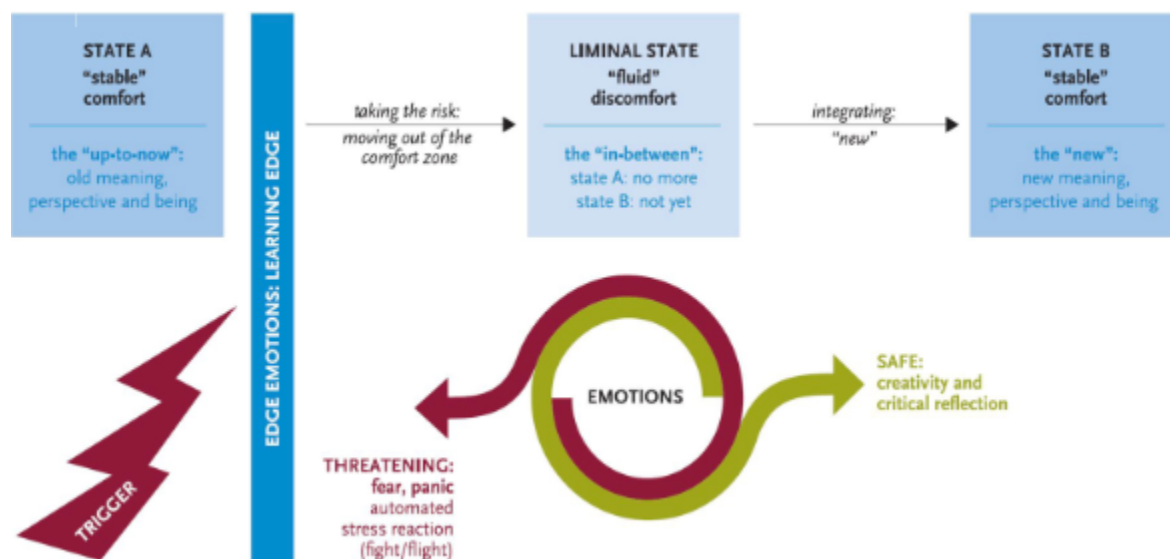 STATE A
“stable”
comfort
the “up-to-now”:
old meaning,
perspective and being
EDGE EMOTIONS: LEARNING EDGE
taking the risk:
moving out of the
comfort zone
LIMINAL STATE
“fluid”
discomfort
the “in-between”:
state A: no more
state B: not yet
integrating:
“new”
STATE B
“stable”
comfort
the “new”:
new meaning,
perspective and being
TRIGGER
THREATENING:
fear, panic
automated
stress reaction
(fight/flight)
EMOTIONS
SAFE:
creativity and
critical reflection